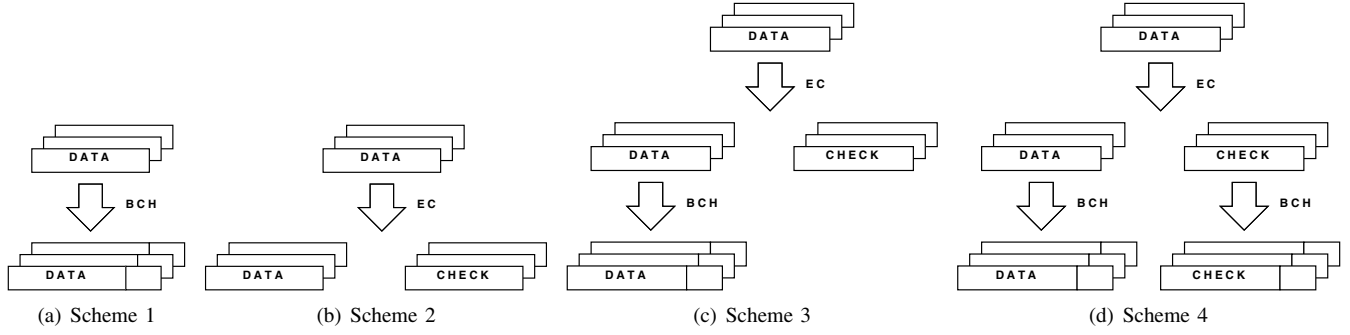 DATA
BCH
DATA
(a) Scheme 1
DATA
EC
DATA
CHECK
(b) Scheme 2
DATA
EC
DATA
CHECK
BCH
DATA
(c) Scheme 3
DATA
EC
DATA
CHECK
BCH
BCH
DATA
CHECK
(d) Scheme 4